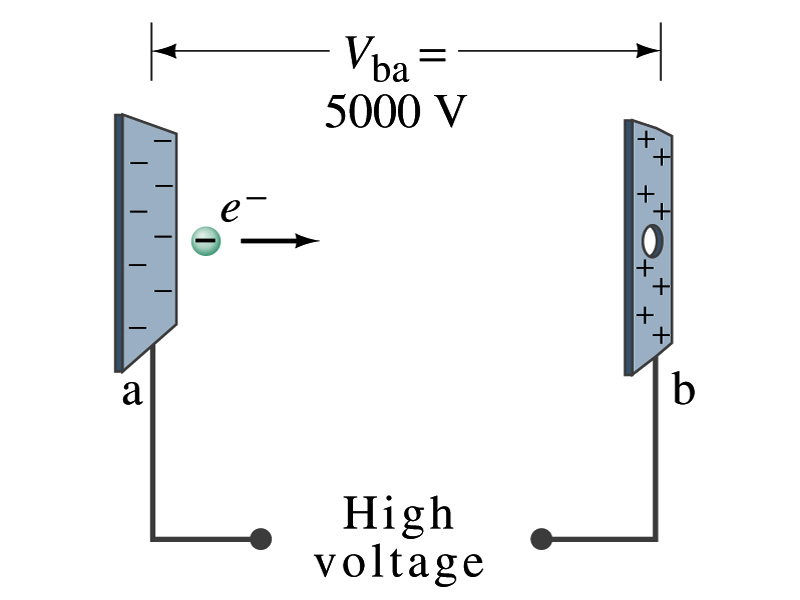 V_ba =
5000 V
e⁻
a
b
High
voltage